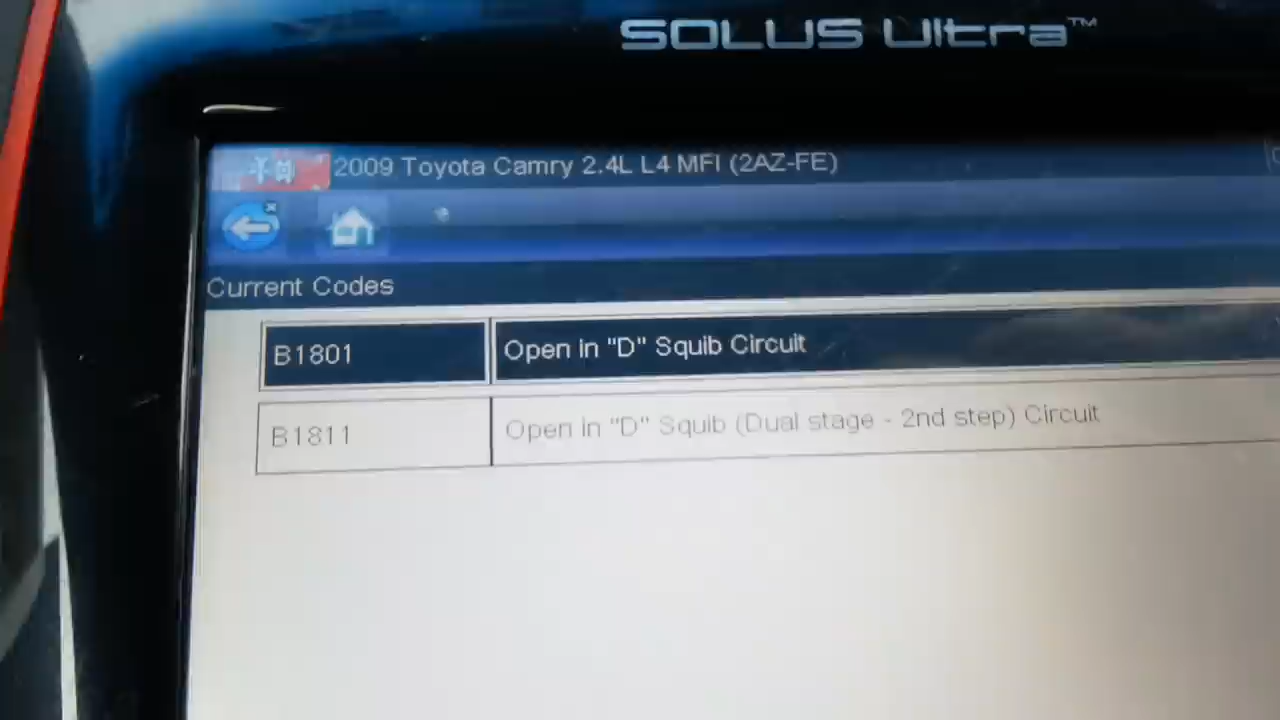 SOLUS Ultra™
2009 Toyota Camry 2.4L L4 MFI (2AZ-FE)
Current Codes
B1801 Open in "D" Squib Circuit
B1811 Open in "D" Squib (Dual stage - 2nd step) Circuit